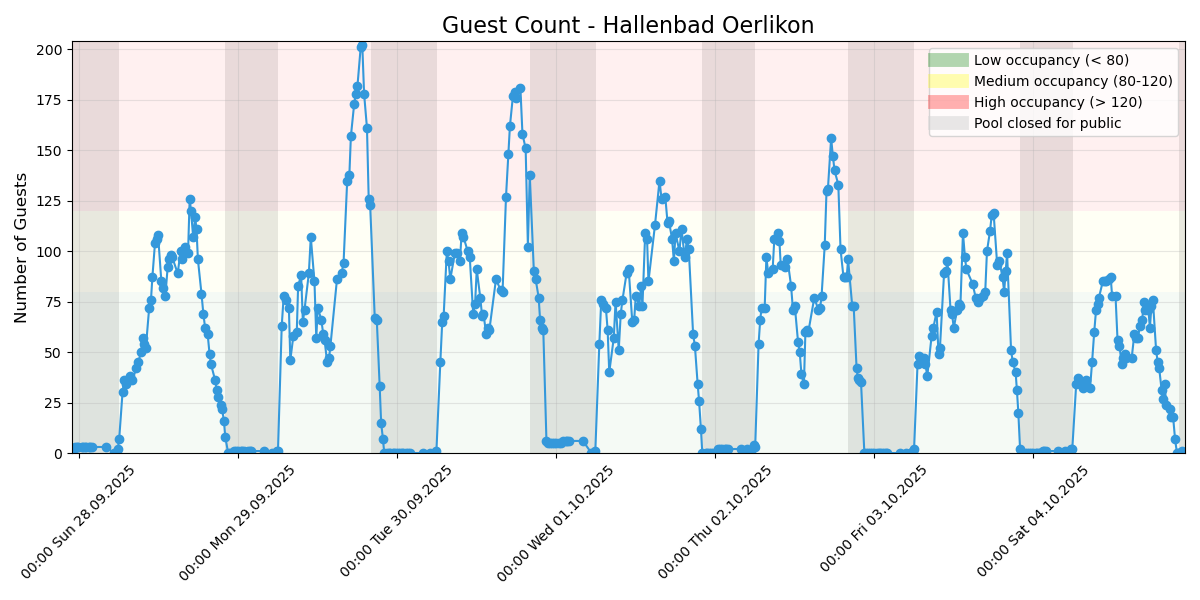 Guest Count - Hallenbad Oerlikon
Number of Guests
200
175
150
125
100
75
50
25
0
Low occupancy (< 80)
Medium occupancy (80-120)
High occupancy (> 120)
Pool closed for public
00:00 Sun 28.09.2025
00:00 Mon 29.09.2025
00:00 Tue 30.09.2025
00:00 Wed 01.10.2025
00:00 Thu 02.10.2025
00:00 Fri 03.10.2025
00:00 Sat 04.10.2025